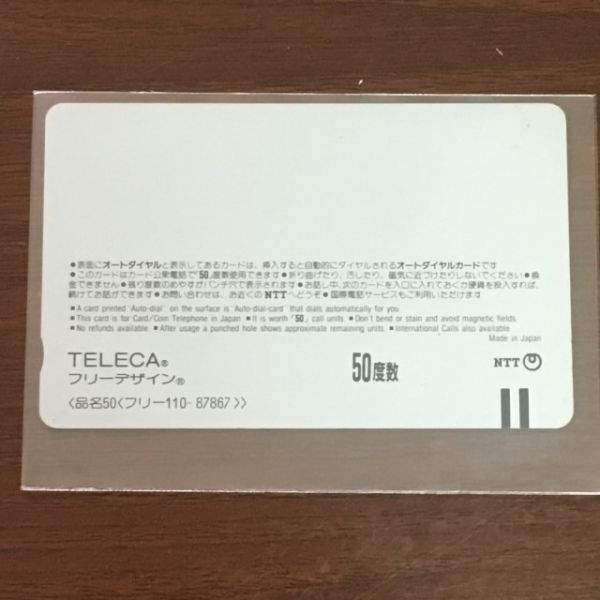 ●表面にオートダイヤルと表示してあるカードは、挿入すると自動的にダイヤルされるオートダイヤルカードです
●このカードはカード公衆電話で「50」度数使用できます●折り曲げたり、汚したり、磁気に近づけたりしないでください●換
金できません●残り度数のめやすがパンチ穴で表示されます●お話し中、次のカードを入口に入れておくか硬貨を投入すれば、
続けてお話ができます●お問い合わせは、お近くのNTTへどうぞ●国際電話サービスもご利用いただけます
■A card printed "Auto-dial" on the surface is "Auto-dial-card" that dials automatically for you.
■This card is for Card/Coin Telephone in Japan ■It is worth「50」call units. ■Don't bend or stain and avoid magnetic fields.
■No refunds available. ■After usage a punched hole shows approximate remaining units. ■International Calls also available
Made in Japan
TELECA®
フリーデザイン®
50度数
NTT
〈品名50〈フリー110-87867〉〉